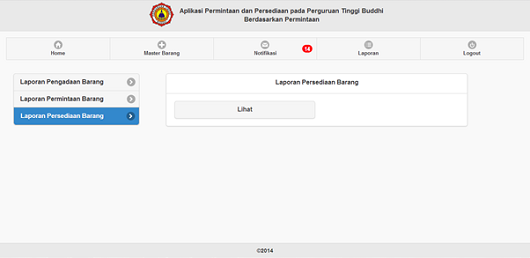 Aplikasi Permintaan dan Persediaan pada Perguruan Tinggi Buddhi
Berdasarkan Permintaan
Home
Master Barang
Notifikasi
14
Laporan
Logout
Laporan Pengadaan Barang
Laporan Permintaan Barang
Laporan Persediaan Barang
Laporan Persediaan Barang
Lihat
©2014